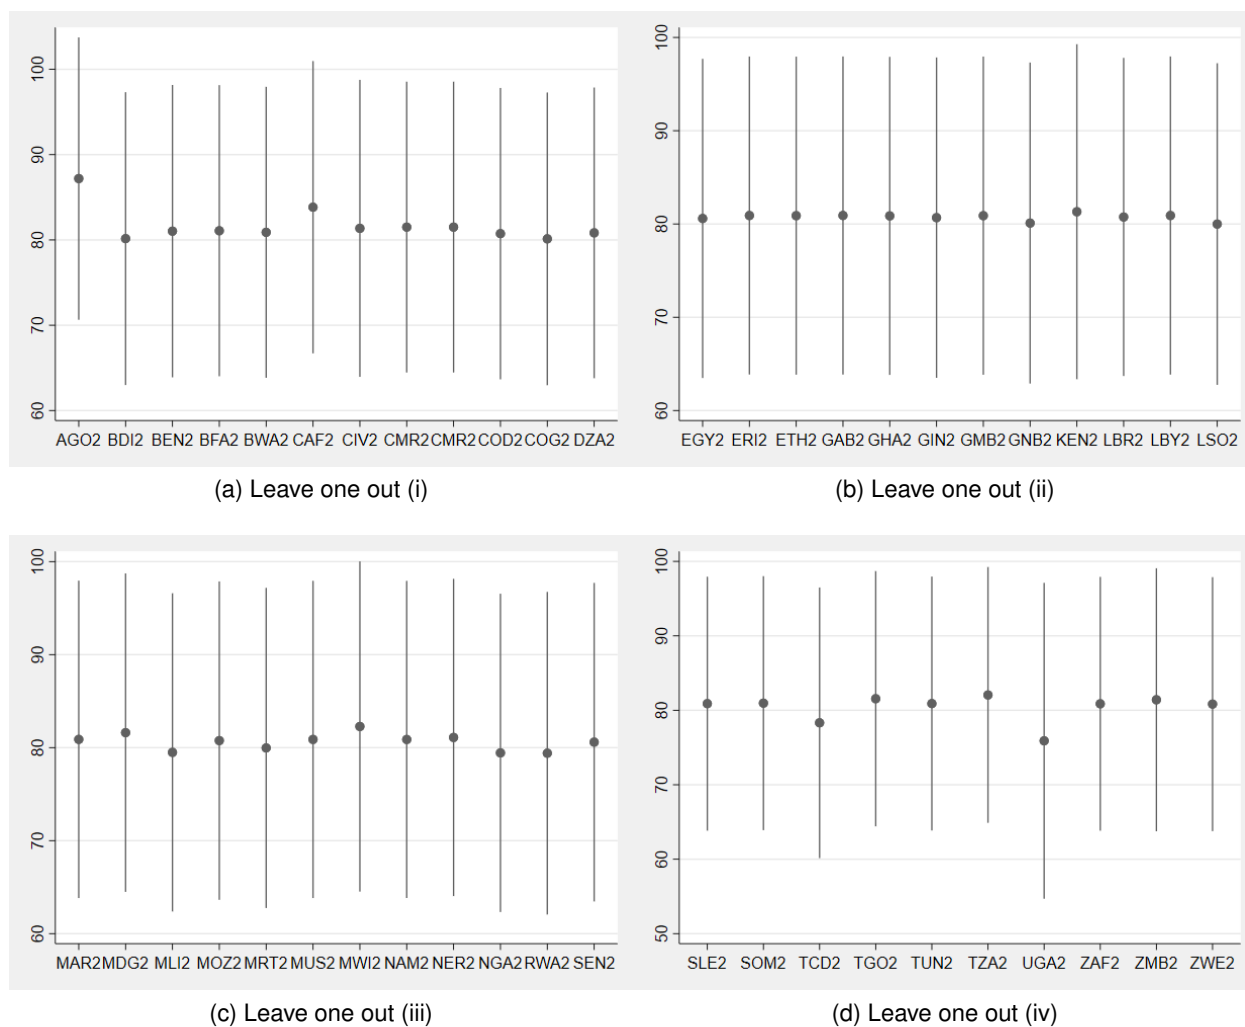 100
90
80
70
60
AGO2 BDI2 BEN2 BFA2 BWA2 CAF2 CIV2 CMR2 CMR2 COD2 COG2 DZA2
(a) Leave one out (i)
100
90
80
70
60
EGY2 ERI2 ETH2 GAB2 GHA2 GIN2 GMB2 GNB2 KEN2 LBR2 LBY2 LSO2
(b) Leave one out (ii)
100
90
80
70
60
MAR2 MDG2 MLI2 MOZ2 MRT2 MUS2 MWI2 NAM2 NER2 NGA2 RWA2 SEN2
(c) Leave one out (iii)
100
90
80
70
60
50
SLE2 SOM2 TCD2 TGO2 TUN2 TZA2 UGA2 ZAF2 ZMB2 ZWE2
(d) Leave one out (iv)